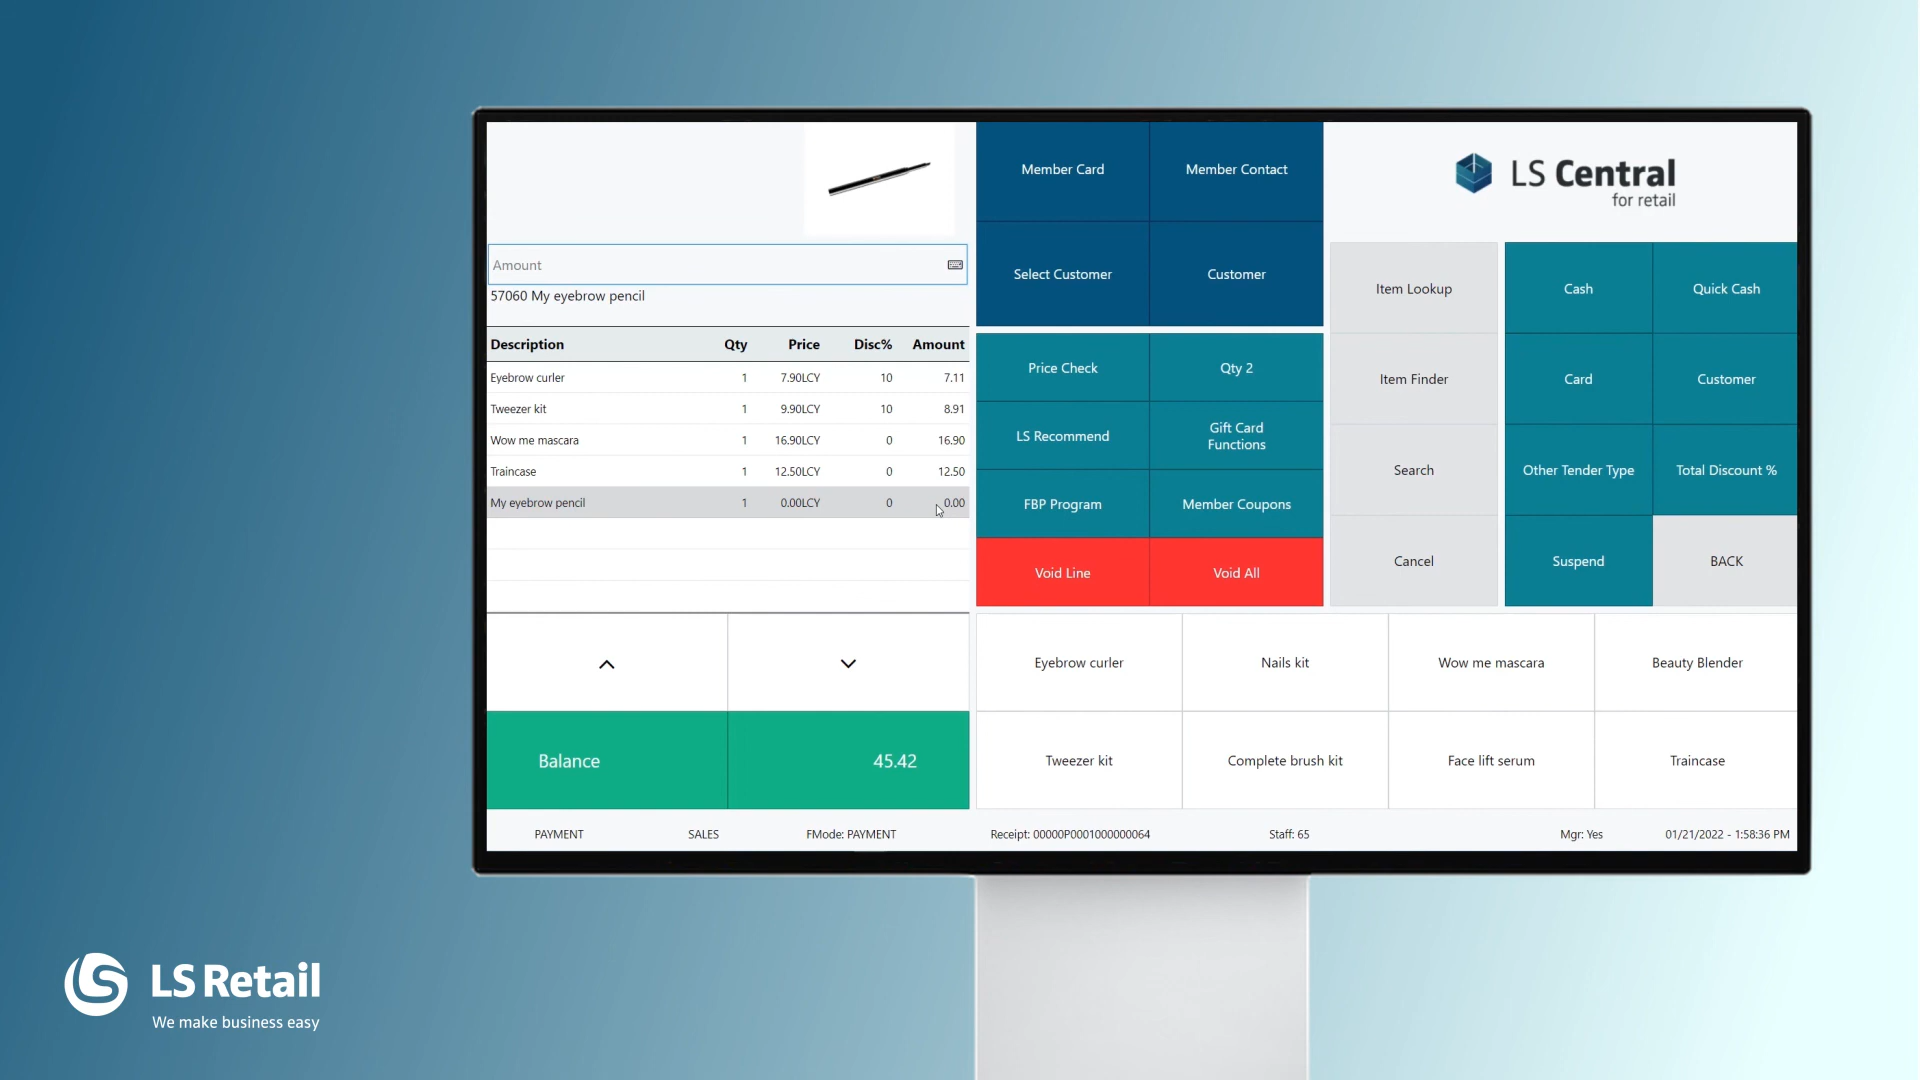 Member Card
Member Contact
LS Central
for retail
Amount
Select Customer
Customer
57060 My eyebrow pencil
Item Lookup
Cash
Quick Cash
Description Qty Price Disc% Amount
Eyebrow curler 1 7.90LCY 10 7.11
Tweezer kit 1 9.90LCY 10 8.91
Wow me mascara 1 16.90LCY 0 16.90
Traincase 1 12.50LCY 0 12.50
My eyebrow pencil 1 0.00LCY 0 0.00
Price Check
Qty 2
LS Recommend
Gift Card
Functions
FBP Program
Member Coupons
Void Line
Void All
Item Finder
Card
Customer
Search
Other Tender Type
Total Discount %
Cancel
Suspend
BACK
Eyebrow curler
Nails kit
Wow me mascara
Beauty Blender
Balance 45.42
Tweezer kit
Complete brush kit
Face lift serum
Traincase
PAYMENT SALES FMode: PAYMENT Receipt: 00000P0001000000064 Staff: 65 Mgr: Yes 01/21/2022 - 1:58:36 PM
LS Retail
We make business easy